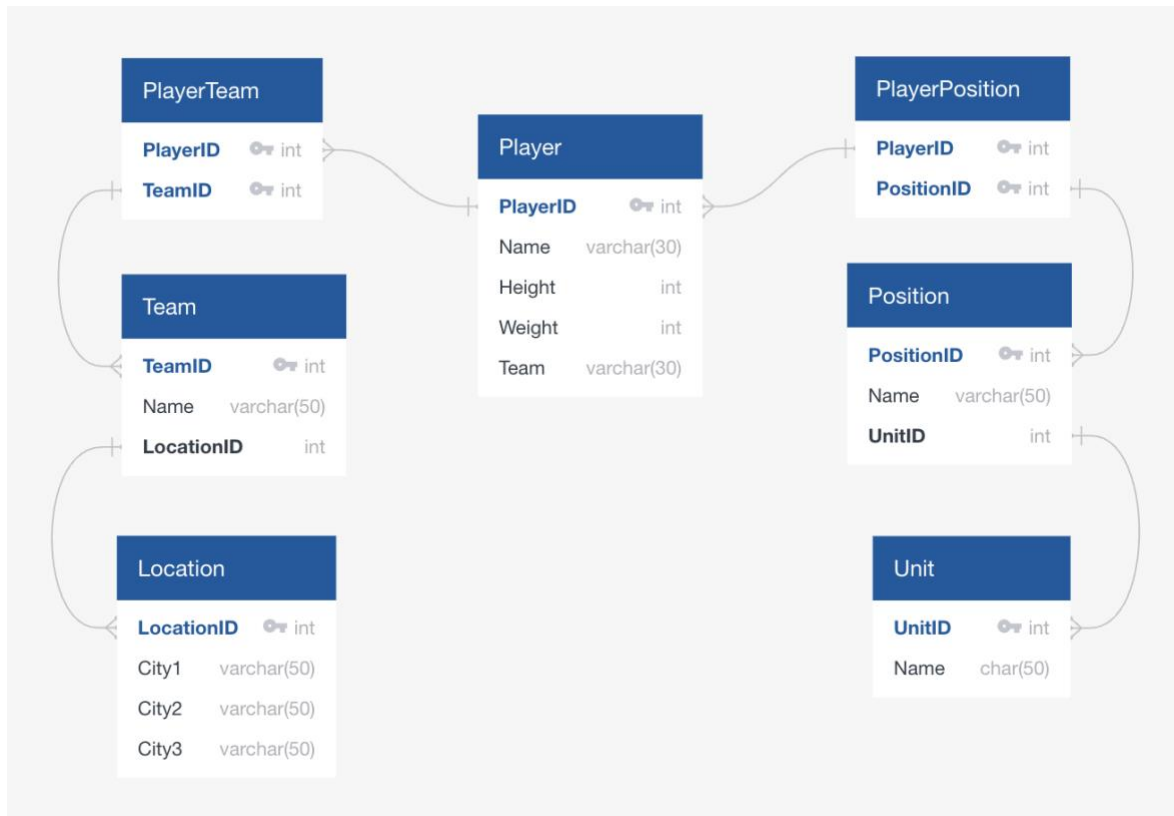 PlayerTeam
PlayerID int
TeamID int
Team
TeamID int
Name varchar(50)
LocationID int
Location
LocationID int
City1 varchar(50)
City2 varchar(50)
City3 varchar(50)
Player
PlayerID int
Name varchar(30)
Height int
Weight int
Team varchar(30)
PlayerPosition
PlayerID int
PositionID int
Position
PositionID int
Name varchar(50)
UnitID int
Unit
UnitID int
Name char(50)